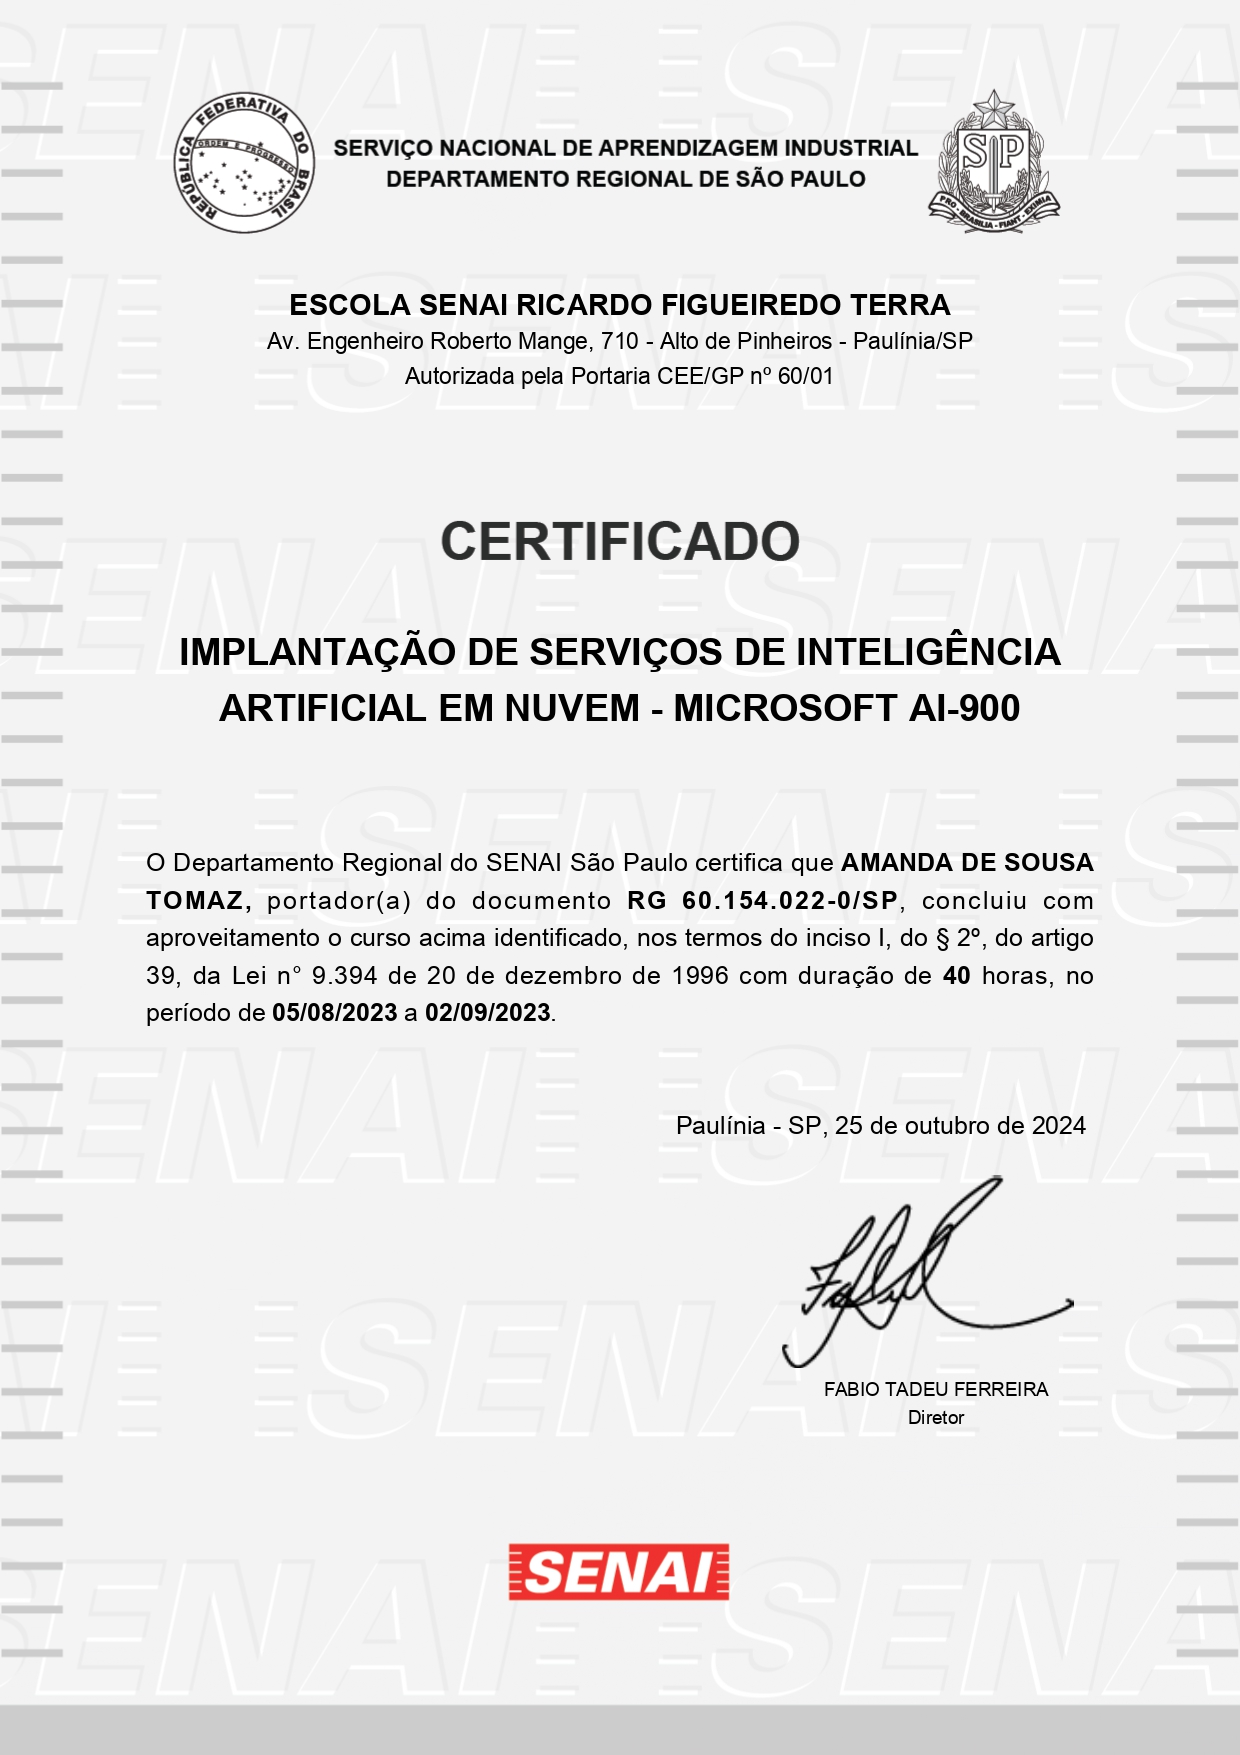 REPÚBLICA FEDERATIVA DO BRASIL
ORDEM E PROGRESSO
SERVIÇO NACIONAL DE APRENDIZAGEM INDUSTRIAL
DEPARTAMENTO REGIONAL DE SÃO PAULO
SP
PRO - BRASILIA - FIANT - EXIMIA
ESCOLA SENAI RICARDO FIGUEIREDO TERRA
Av. Engenheiro Roberto Mange, 710 - Alto de Pinheiros - Paulínia/SP
Autorizada pela Portaria CEE/GP nº 60/01
CERTIFICADO
IMPLANTAÇÃO DE SERVIÇOS DE INTELIGÊNCIA
ARTIFICIAL EM NUVEM - MICROSOFT AI-900
O Departamento Regional do SENAI São Paulo certifica que AMANDA DE SOUSA
TOMAZ, portador(a) do documento RG 60.154.022-0/SP, concluiu com
aproveitamento o curso acima identificado, nos termos do inciso I, do § 2º, do artigo
39, da Lei n° 9.394 de 20 de dezembro de 1996 com duração de 40 horas, no
período de 05/08/2023 a 02/09/2023.
Paulínia - SP, 25 de outubro de 2024
FABIO TADEU FERREIRA
Diretor
SENAI